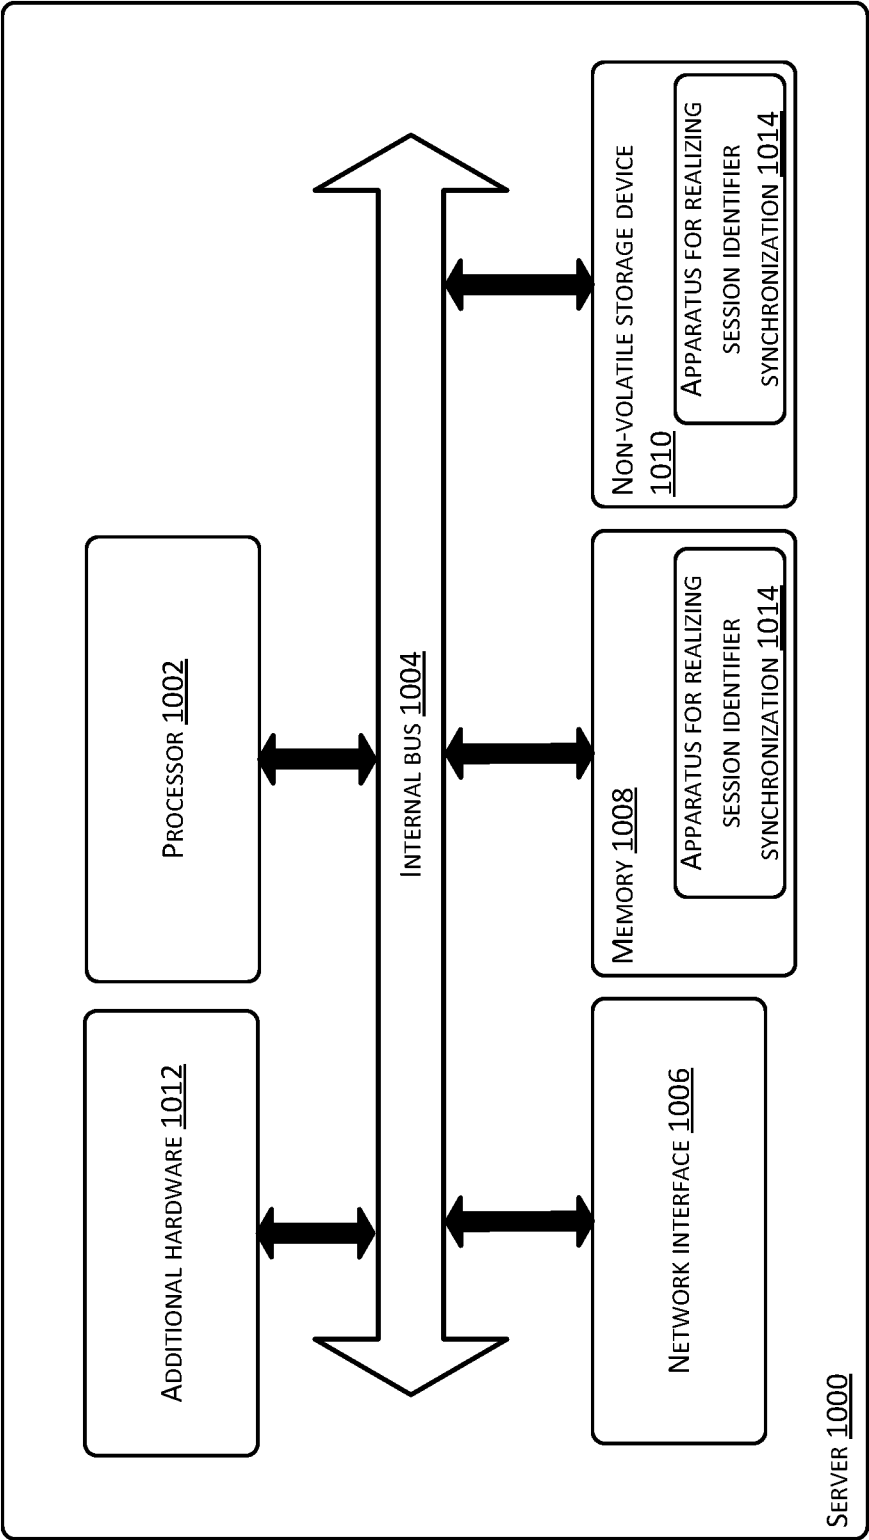 ADDITIONAL HARDWARE 1012
PROCESSOR 1002
INTERNAL BUS 1004
NETWORK INTERFACE 1006
MEMORY 1008
APPARATUS FOR REALIZING
SESSION IDENTIFIER
SYNCHRONIZATION 1014
NON-VOLATILE STORAGE DEVICE
1010
APPARATUS FOR REALIZING
SESSION IDENTIFIER
SYNCHRONIZATION 1014
SERVER 1000